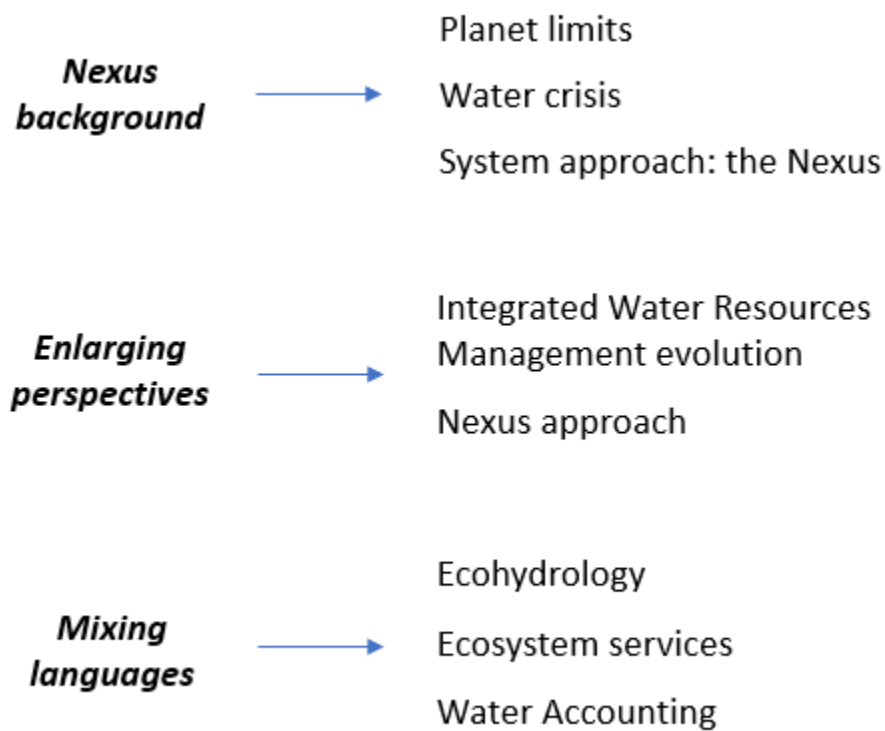 Nexus
background
Planet limits
Water crisis
System approach: the Nexus
Enlarging
perspectives
Integrated Water Resources
Management evolution
Nexus approach
Mixing
languages
Ecohydrology
Ecosystem services
Water Accounting